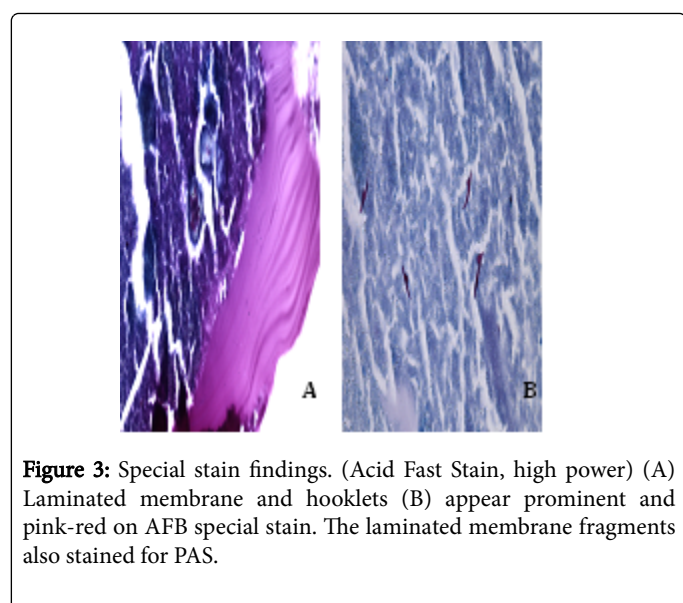 A
B
Figure 3: Special stain findings. (Acid Fast Stain, high power) (A)
Laminated membrane and hooklets (B) appear prominent and
pink-red on AFB special stain. The laminated membrane fragments
also stained for PAS.